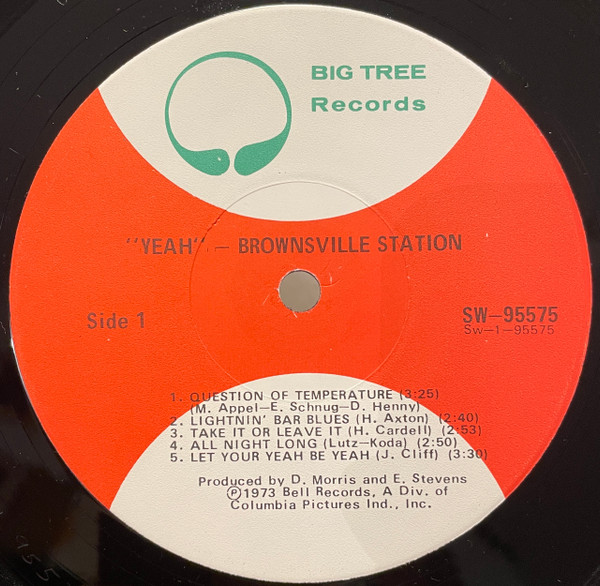 BIG TREE
Records
"YEAH" — BROWNSVILLE STATION
Side 1
SW—95575
Sw—1—95575
1. QUESTION OF TEMPERATURE (3:25)
(M. Appel—E. Schnug—D. Henny)
2. LIGHTNIN' BAR BLUES (H. Axton) (2:40)
3. TAKE IT OR LEAVE IT (H. Cardell) (2:53)
4. ALL NIGHT LONG (Lutz—Koda) (2:50)
5. LET YOUR YEAH BE YEAH (J. Cliff) (3:30)
Produced by D. Morris and E. Stevens
Ⓟ1973 Bell Records, A Div. of
Columbia Pictures Ind., Inc.